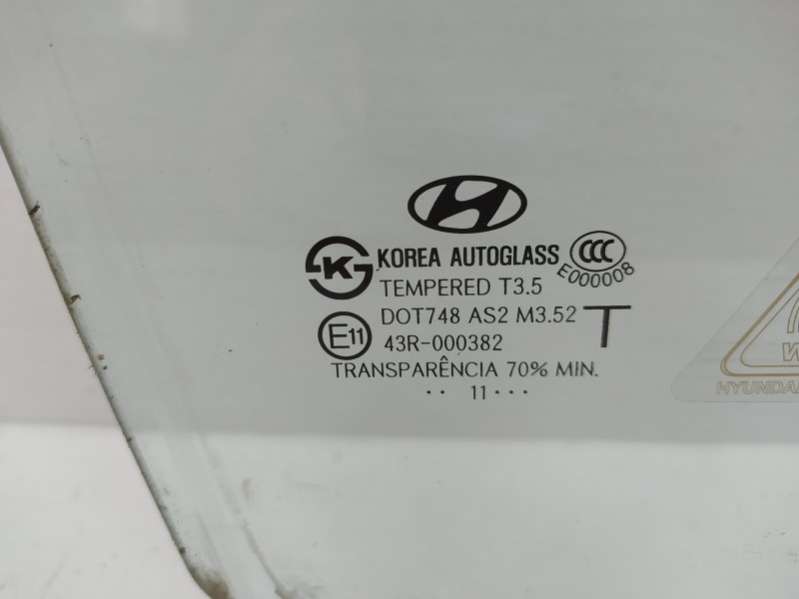 KOREA AUTOGLASS
CCC
E000008
K
TEMPERED T3.5
DOT748 AS2 M3.52 T
E11 43R-000382
TRANSPARÊNCIA 70% MIN.
·· 11 ···